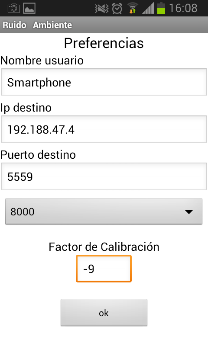 16:08
Ruido Ambiente
Preferencias
Nombre usuario
Smartphone
Ip destino
192.188.47.4
Puerto destino
5559
8000
Factor de Calibración
-9
ok